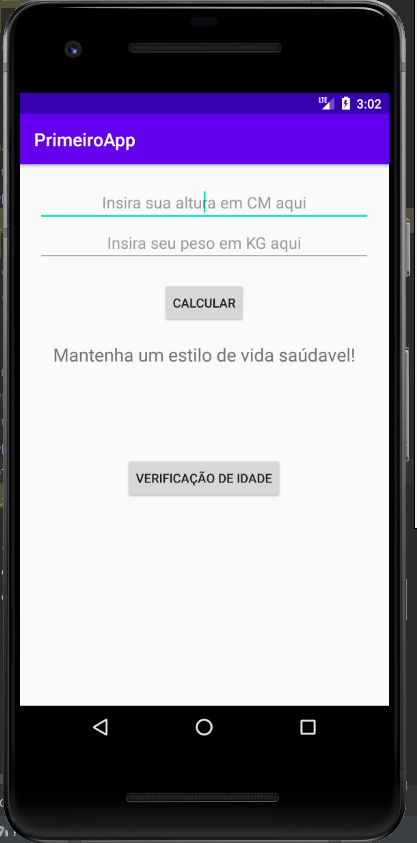 LTE 3:02
PrimeiroApp
Insira sua altura em CM aqui
Insira seu peso em KG aqui
CALCULAR
Mantenha um estilo de vida saúdavel!
VERIFICAÇÃO DE IDADE